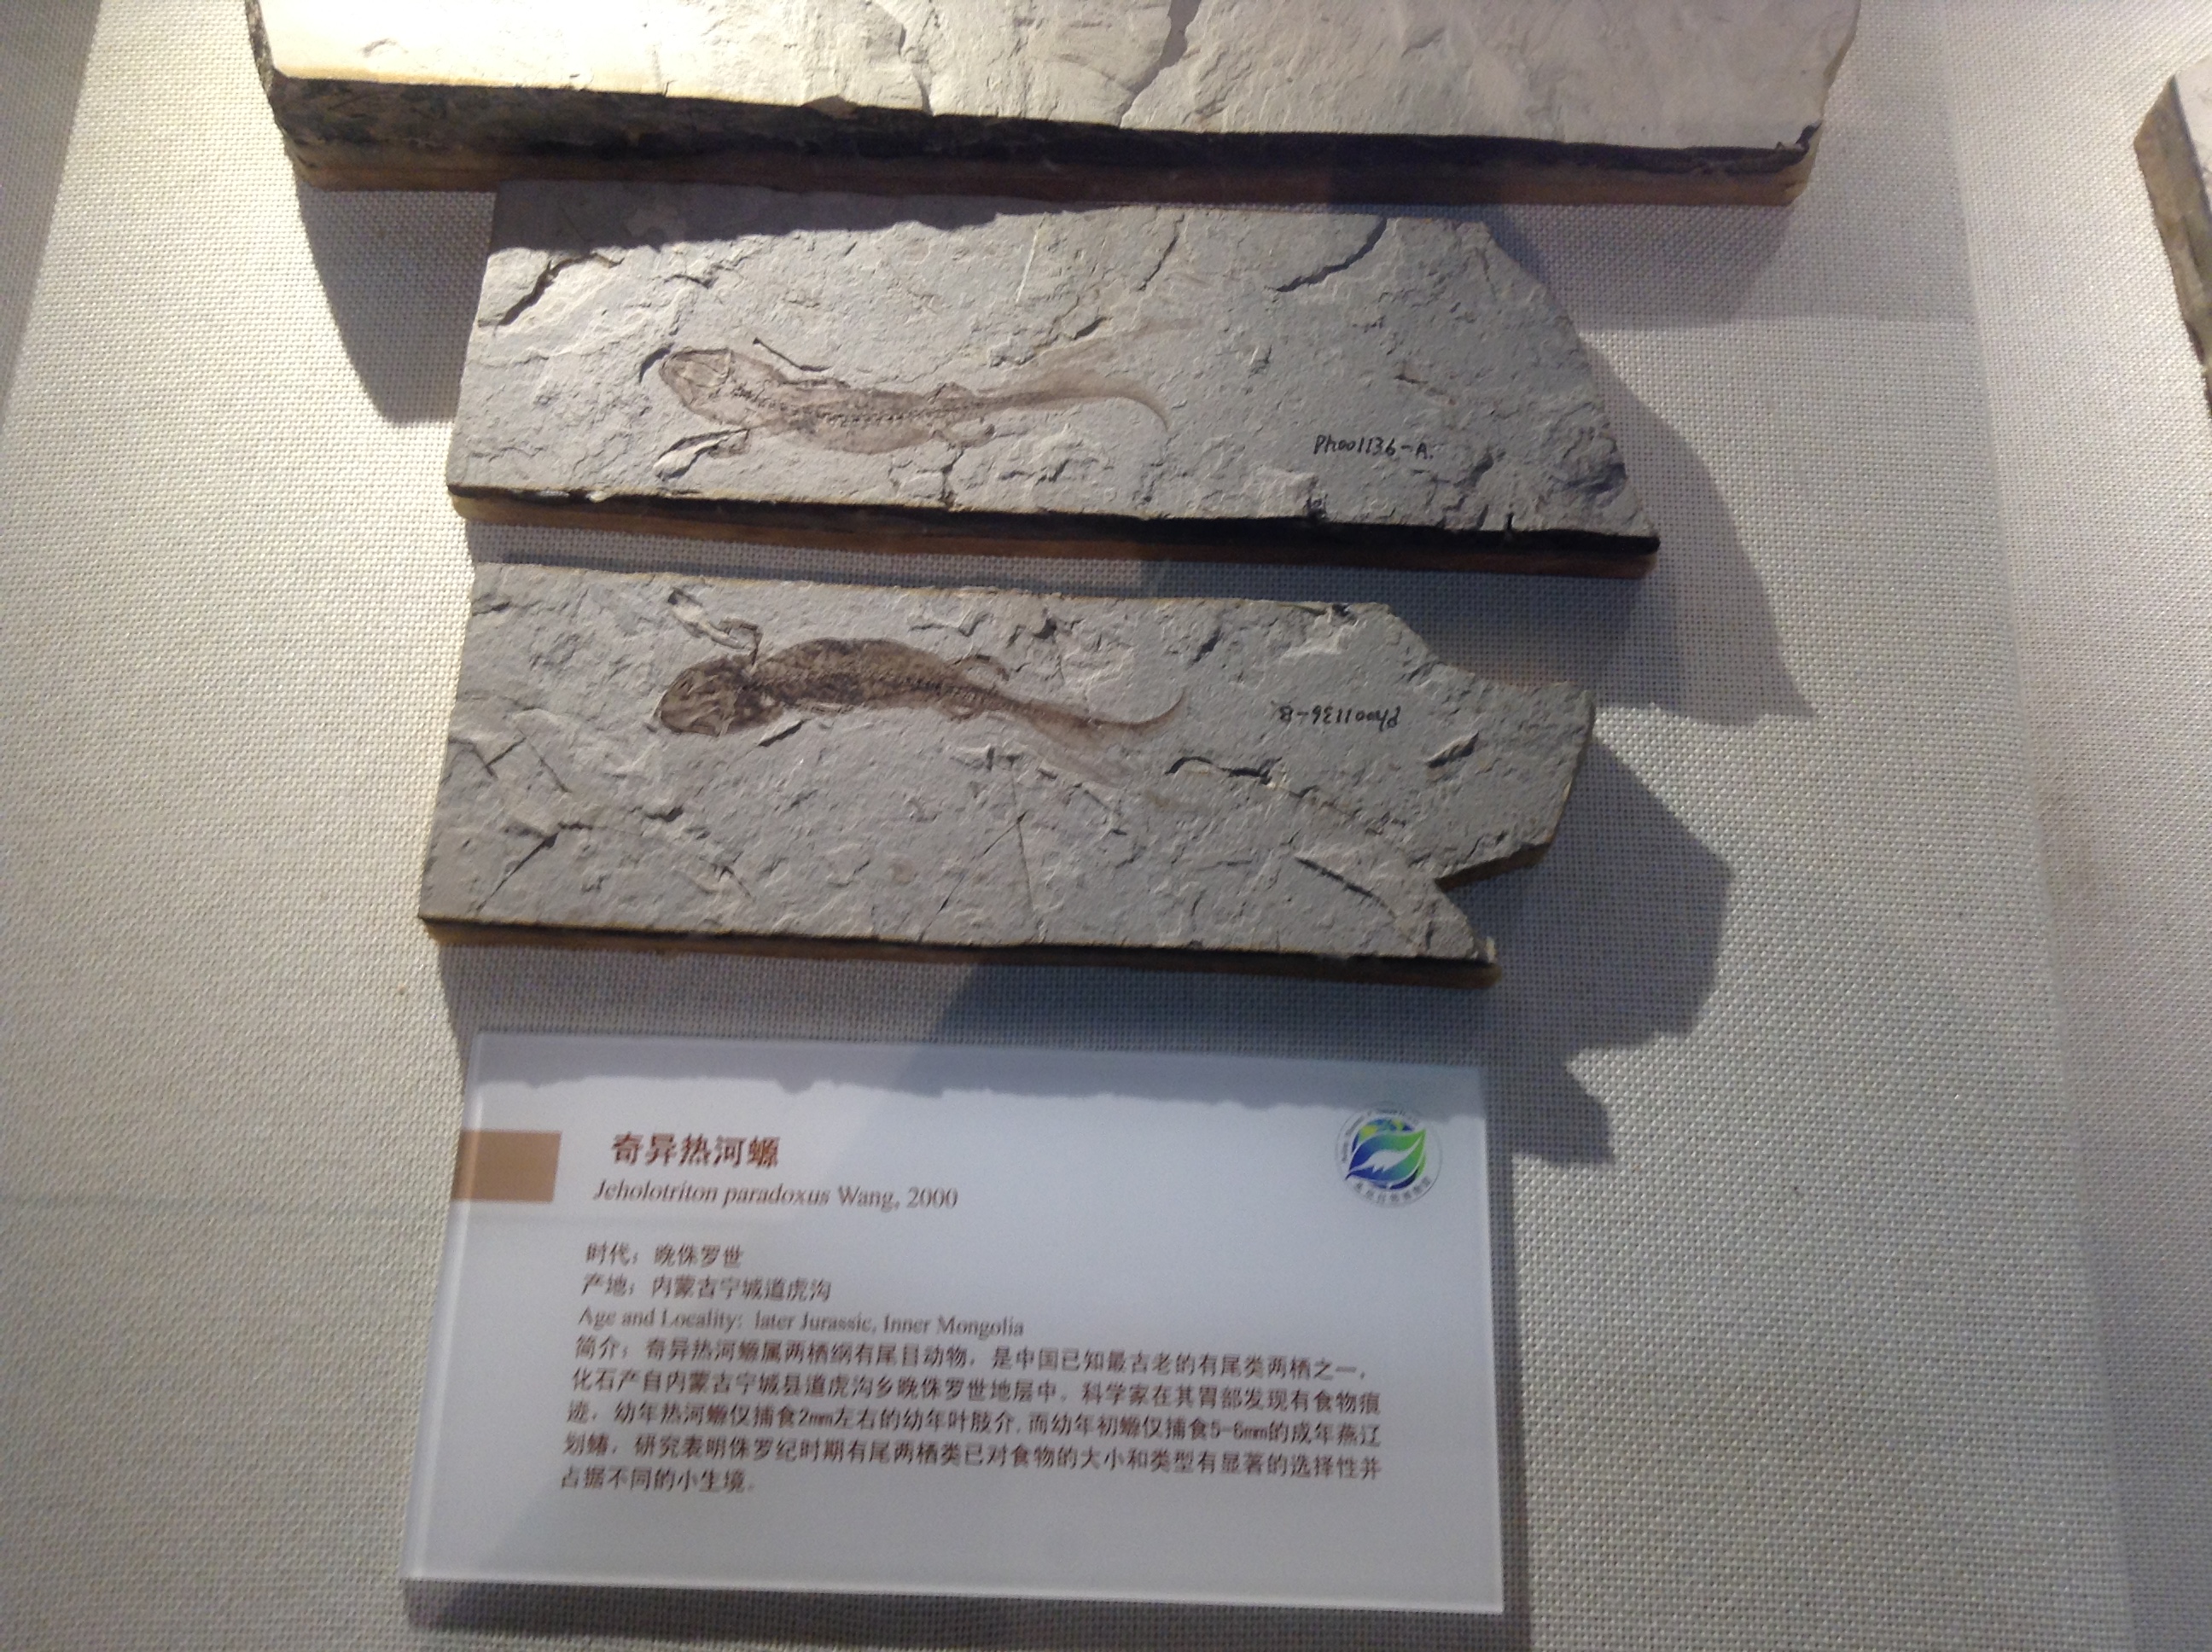 Ph001136-A.
Ph001136-B
奇异热河螈
Jeholotriton paradoxus Wang, 2000
时代：晚侏罗世
产地：内蒙古宁城道虎沟
Age and Locality: later Jurassic, Inner Mongolia
简介：奇异热河螈属两栖纲有尾目动物，是中国已知最古老的有尾类两栖之一，
化石产自内蒙古宁城县道虎沟乡晚侏罗世地层中。科学家在其胃部发现有食物痕
迹，幼年热河螈仅捕食2mm左右的幼年叶肢介，而幼年初螈仅捕食5-6mm的成年燕辽
划蝽，研究表明侏罗纪时期有尾两栖类已对食物的大小和类型有显著的选择性并
占据不同的小生境。